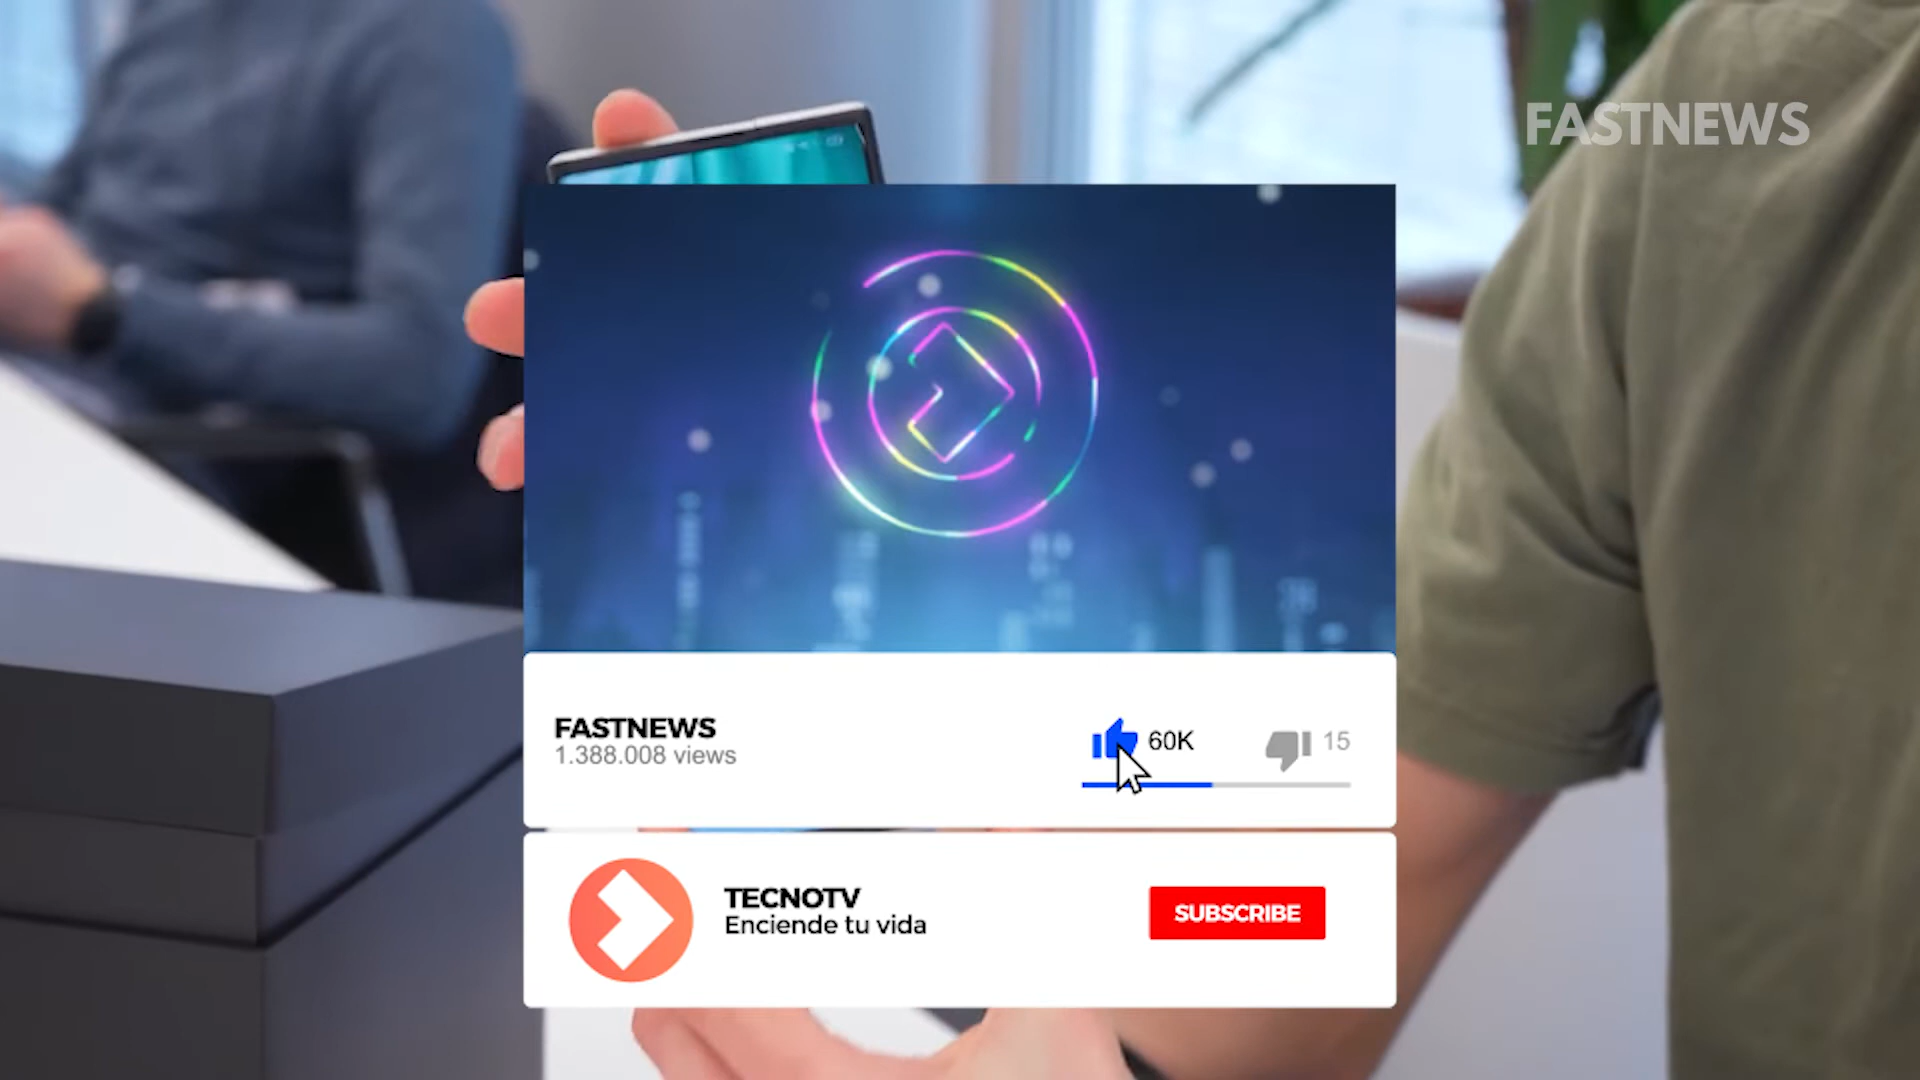 FASTNEWS
FASTNEWS
1.388.008 views
60K
15
TECNOTV
Enciende tu vida
SUBSCRIBE